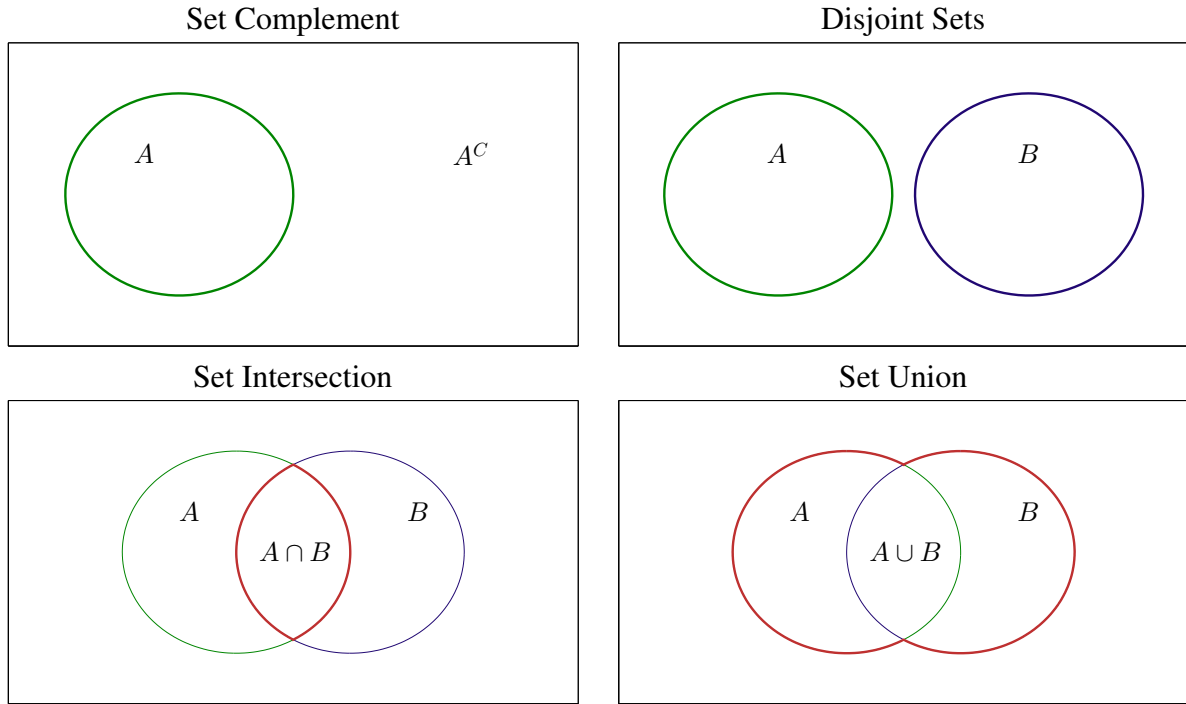 Set Complement
Disjoint Sets
A
A^C
A
B
Set Intersection
Set Union
A
B
A ∩ B
A
B
A ∪ B